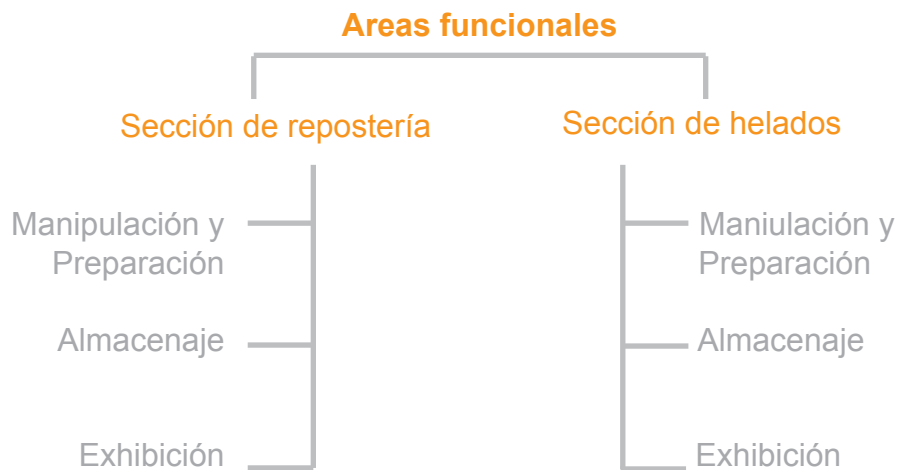 Areas funcionales
Sección de repostería
Sección de helados
Manipulación y
Preparación
Almacenaje
Exhibición
Maniulación y
Preparación
Almacenaje
Exhibición